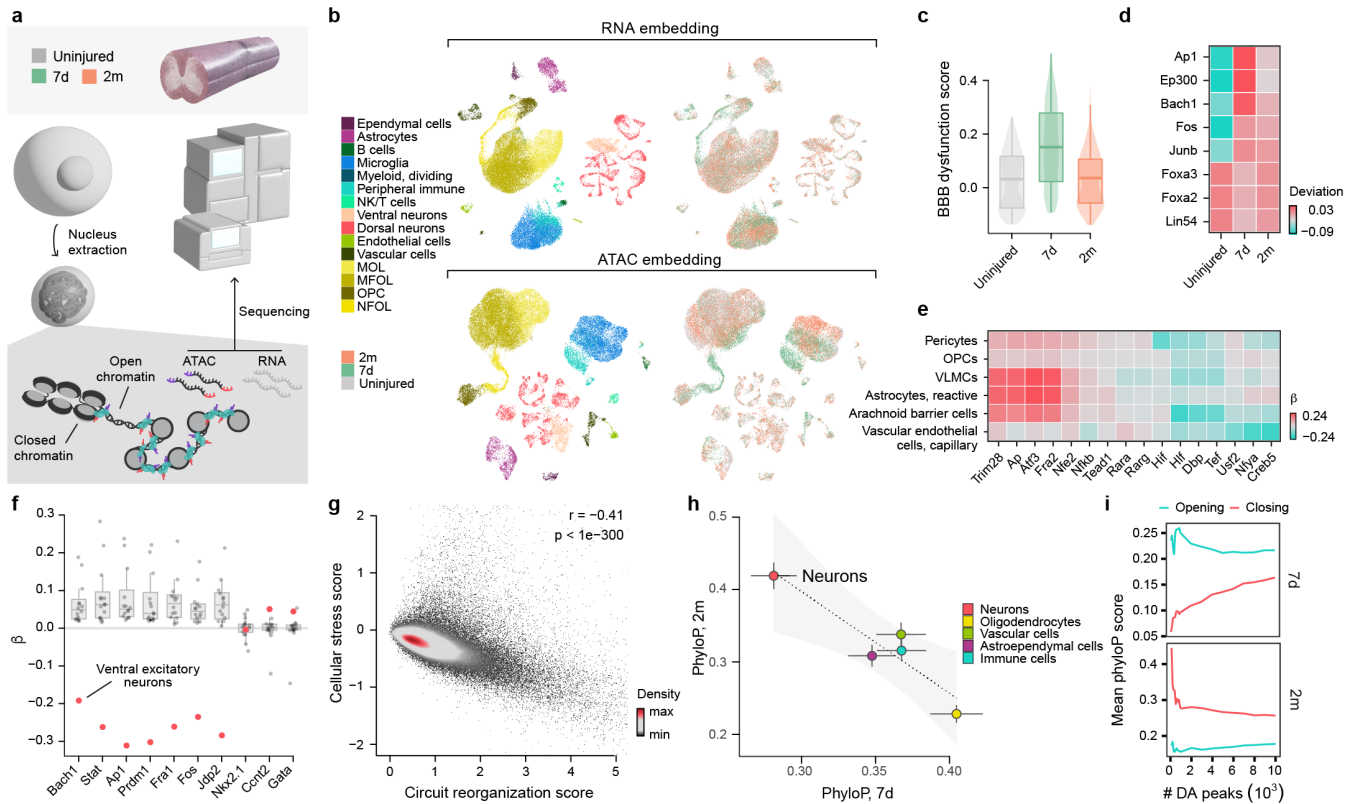 a
Uninjured
7d
2m
Nucleus
extraction
Sequencing
Open
chromatin
ATAC
RNA
Closed
chromatin
b
RNA embedding
Ependymal cells
Astrocytes
B cells
Microglia
Myeloid, dividing
Peripheral immune
NK/T cells
Ventral neurons
Dorsal neurons
Endothelial cells
Vascular cells
MOL
MFOL
OPC
NFOL
ATAC embedding
2m
7d
Uninjured
c
BBB dysfunction score
0.4
0.2
0.0
Uninjured
7d
2m
d
Ap1
Ep300
Bach1
Fos
Junb
Foxa3
Foxa2
Lin54
Uninjured
7d
2m
Deviation
0.03
−0.09
e
Pericytes
OPCs
VLMCs
Astrocytes, reactive
Arachnoid barrier cells
Vascular endothelial
cells, capillary
Trim28
Ap
Atf3
Fra2
Nfe2
Nfkb
Tead1
Rara
Rarg
Hif
Hlf
Dbp
Tef
Usf2
Nfya
Creb5
β
0.24
−0.24
f
β
0.3
0.2
0.1
0.0
−0.1
−0.2
−0.3
Ventral excitatory
neurons
Bach1
Stat
Ap1
Prdm1
Fra1
Fos
Jdp2
Nkx2.1
Ccnt2
Gata
g
Cellular stress score
2
1
0
−1
−2
r = −0.41
p < 1e−300
Density
max
min
0
1
2
3
4
5
Circuit reorganization score
h
PhyloP, 2m
0.5
0.4
0.3
0.2
Neurons
Neurons
Oligodendrocytes
Vascular cells
Astroependymal cells
Immune cells
0.30
0.35
0.40
PhyloP, 7d
i
Opening
Closing
Mean phyloP score
0.25
0.20
0.15
0.10
0.05
7d
0.4
0.3
0.2
2m
0
2
4
6
8
10
# DA peaks (10³)